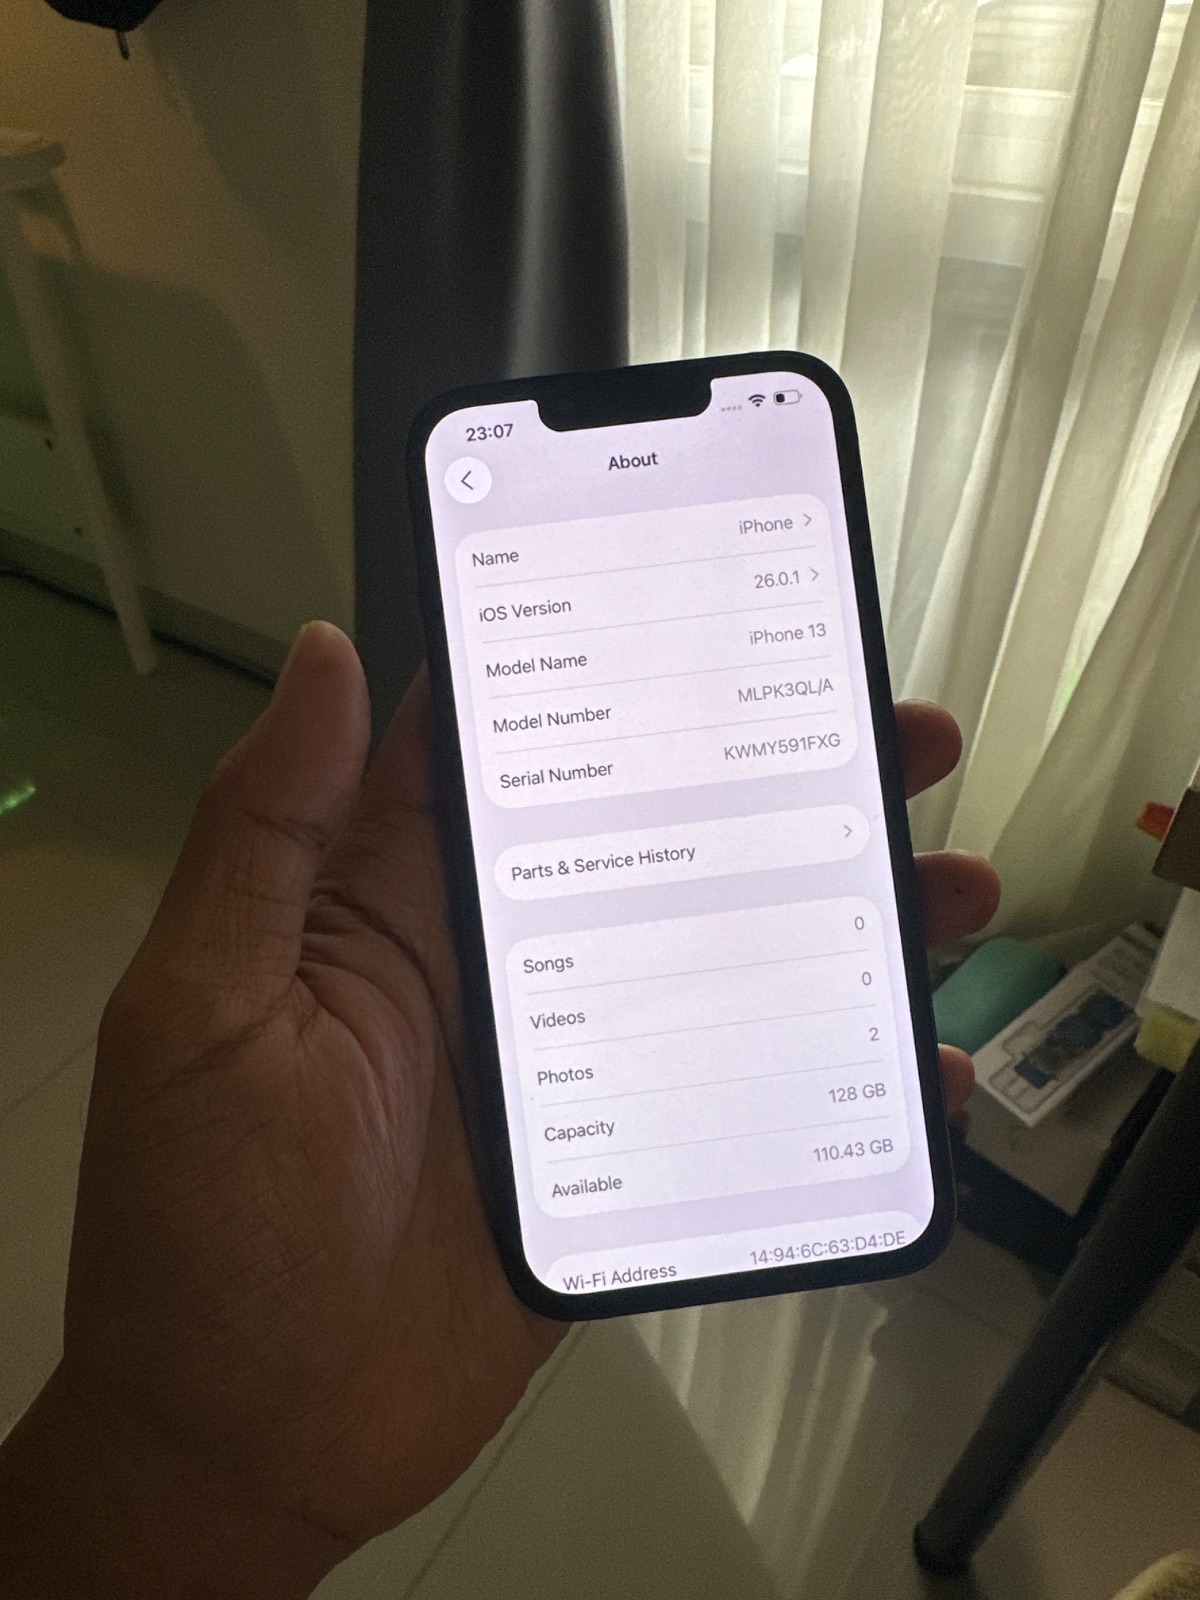 23:07
About
Name iPhone
iOS Version 26.0.1
Model Name iPhone 13
Model Number MLPK3QL/A
Serial Number KWMY591FXG
Parts & Service History
Songs 0
Videos 0
Photos 2
Capacity 128 GB
Available 110.43 GB
Wi-Fi Address 14:94:6C:63:D4:DE